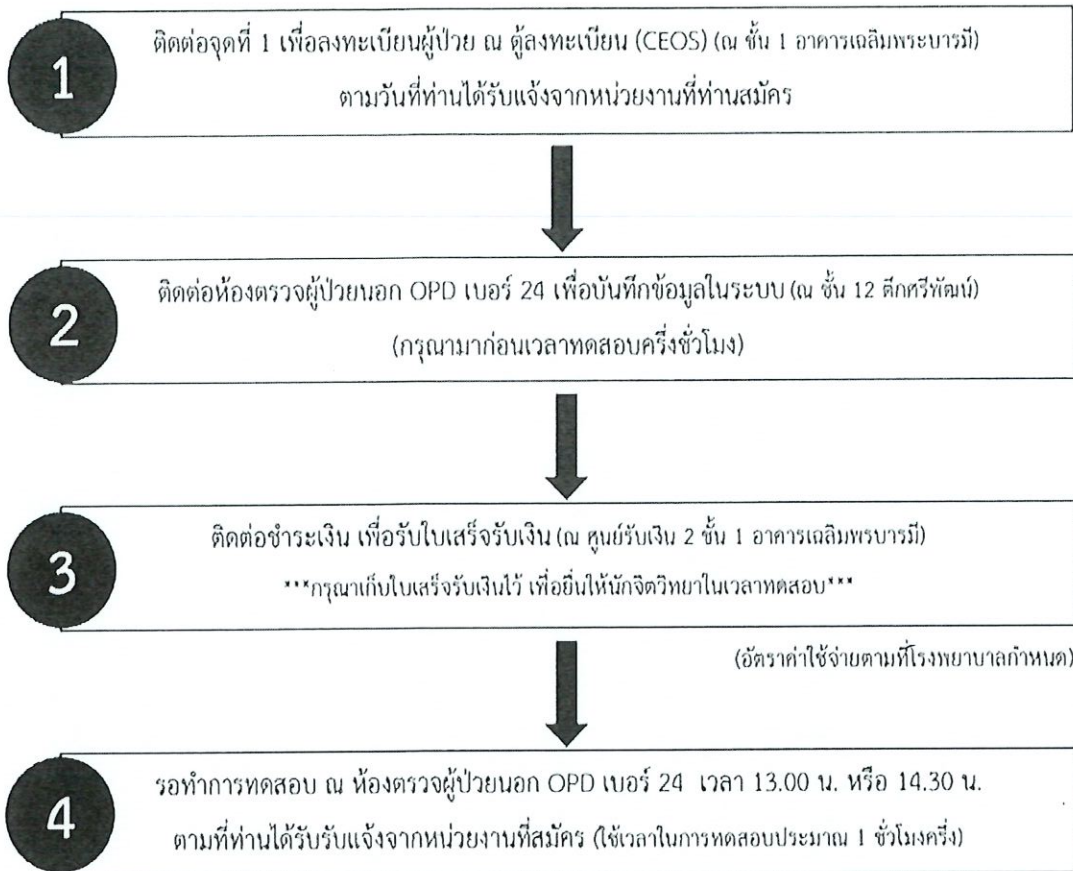 1
ติดต่อจุดที่ 1 เพื่อลงทะเบียนผู้ป่วย ณ ตู้ลงทะเบียน (CEOS) (ณ ชั้น 1 อาคารเฉลิมพระบารมี)
ตามวันที่ท่านได้รับแจ้งจากหน่วยงานที่ท่านสมัคร
2
ติดต่อห้องตรวจผู้ป่วยนอก OPD เบอร์ 24 เพื่อบันทึกข้อมูลในระบบ (ณ ชั้น 12 ตึกศรีพัฒน์)
(กรุณามาก่อนเวลาทดสอบครึ่งชั่วโมง)
3
ติดต่อชำระเงิน เพื่อรับใบเสร็จรับเงิน (ณ ศูนย์รับเงิน 2 ชั้น 1 อาคารเฉลิมพรบารมี)
***กรุณาเก็บใบเสร็จรับเงินไว้ เพื่อยื่นให้นักจิตวิทยาในเวลาทดสอบ***
(อัตราค่าใช้จ่ายตามที่โรงพยาบาลกำหนด)
4
รอทำการทดสอบ ณ ห้องตรวจผู้ป่วยนอก OPD เบอร์ 24 เวลา 13.00 น. หรือ 14.30 น.
ตามที่ท่านได้รับรับแจ้งจากหน่วยงานที่สมัคร (ใช้เวลาในการทดสอบประมาณ 1 ชั่วโมงครึ่ง)